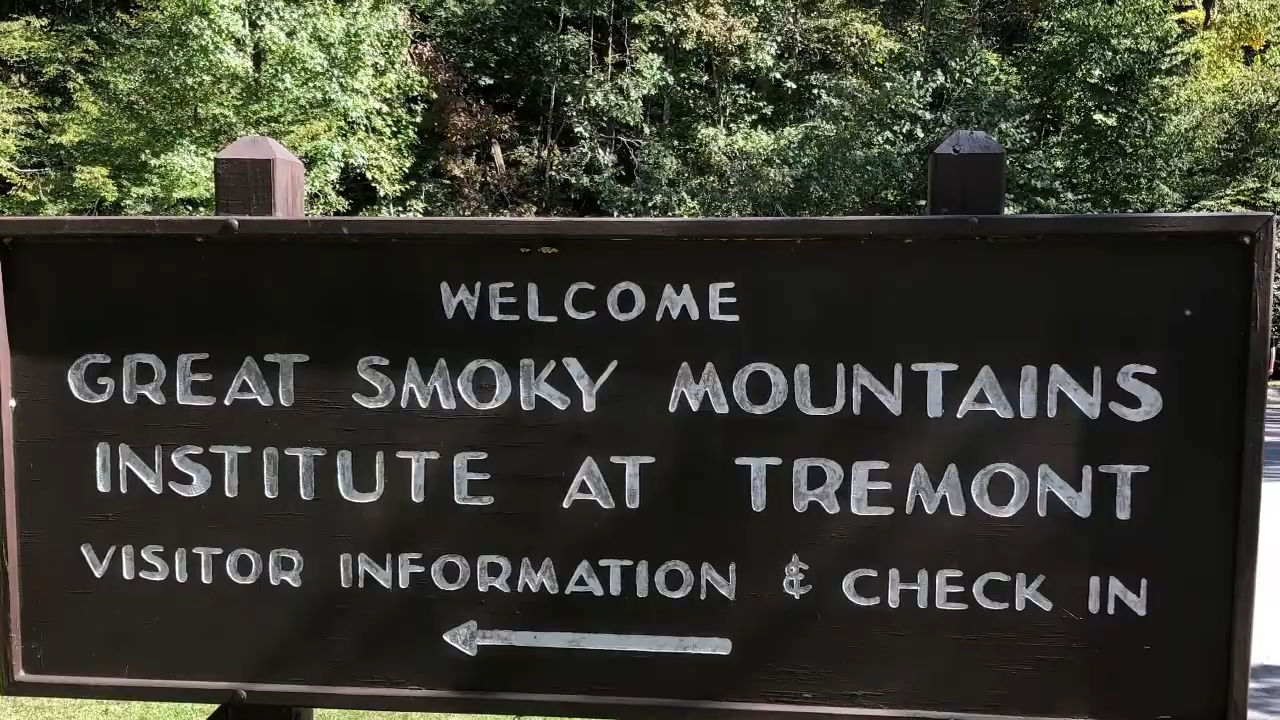 WELCOME
GREAT SMOKY MOUNTAINS
INSTITUTE AT TREMONT
VISITOR INFORMATION & CHECK IN